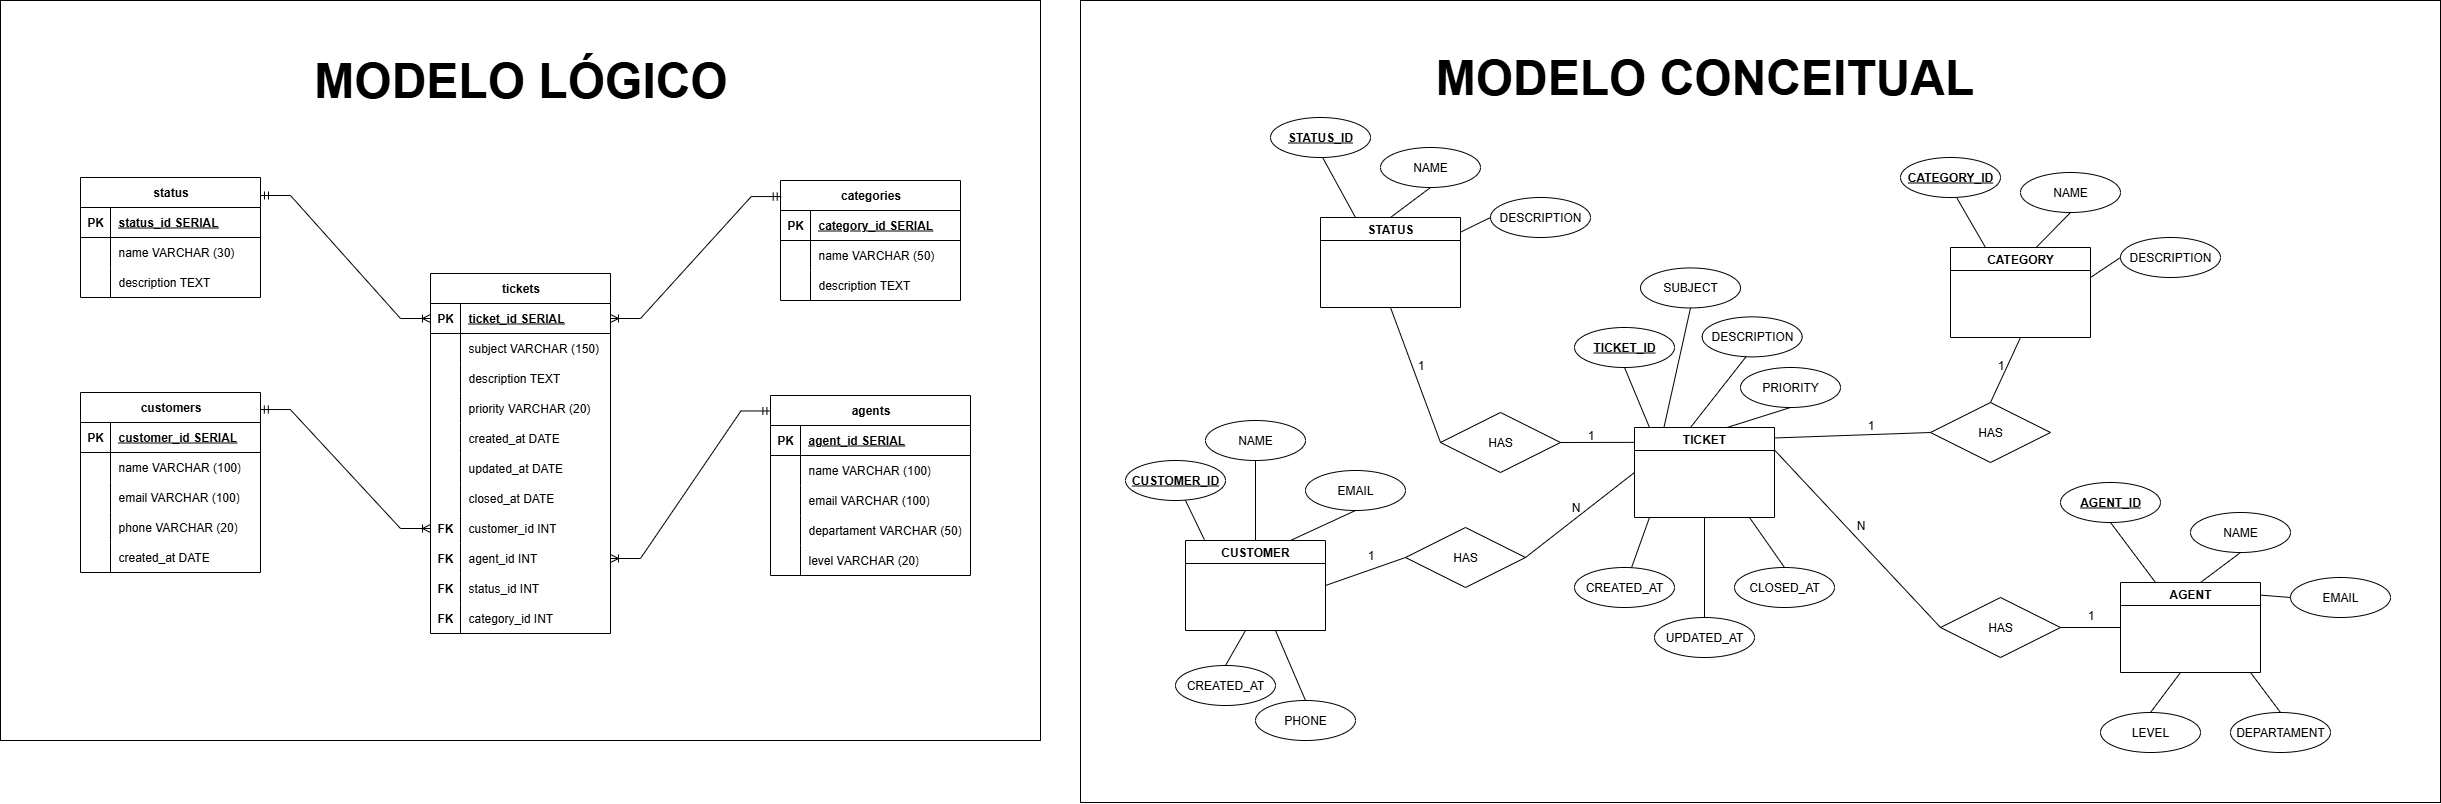 MODELO LÓGICO
status
PK status_id SERIAL
name VARCHAR (30)
description TEXT
categories
PK category_id SERIAL
name VARCHAR (50)
description TEXT
tickets
PK ticket_id SERIAL
subject VARCHAR (150)
description TEXT
priority VARCHAR (20)
created_at DATE
updated_at DATE
closed_at DATE
FK customer_id INT
FK agent_id INT
FK status_id INT
FK category_id INT
customers
PK customer_id SERIAL
name VARCHAR (100)
email VARCHAR (100)
phone VARCHAR (20)
created_at DATE
agents
PK agent_id SERIAL
name VARCHAR (100)
email VARCHAR (100)
departament VARCHAR (50)
level VARCHAR (20)
MODELO CONCEITUAL
STATUS_ID
NAME
DESCRIPTION
STATUS
1
HAS
1
CATEGORY_ID
NAME
DESCRIPTION
CATEGORY
1
HAS
1
SUBJECT
TICKET_ID
DESCRIPTION
PRIORITY
TICKET
CREATED_AT
CLOSED_AT
UPDATED_AT
NAME
CUSTOMER_ID
EMAIL
CUSTOMER
CREATED_AT
PHONE
1
HAS
N
N
HAS
1
AGENT_ID
NAME
EMAIL
AGENT
LEVEL
DEPARTAMENT